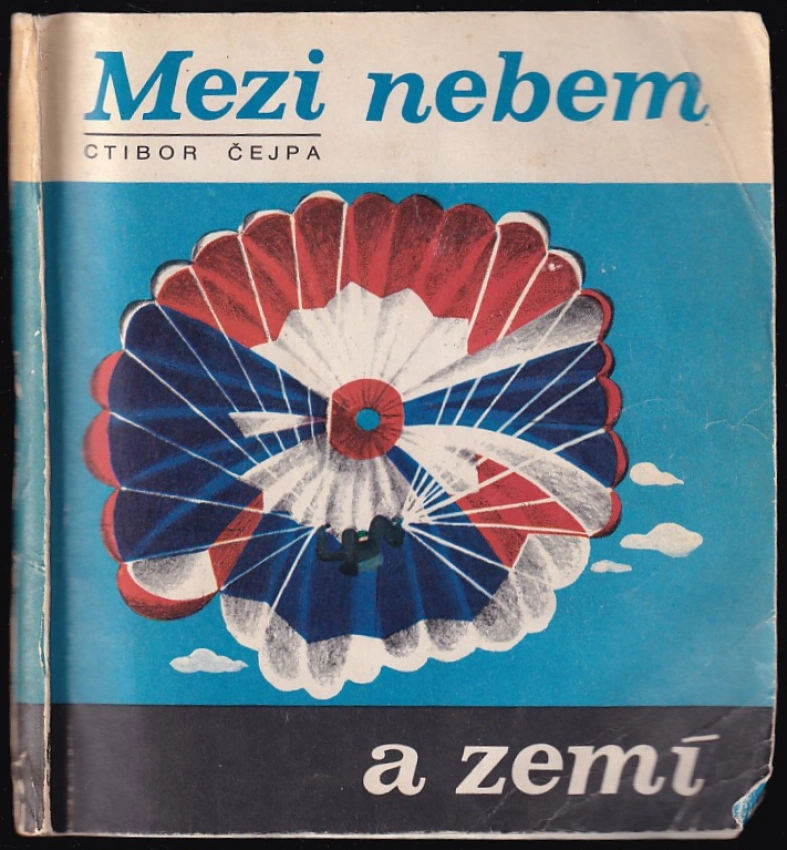 Mezi nebem
CTIBOR ČEJPA
a zemí